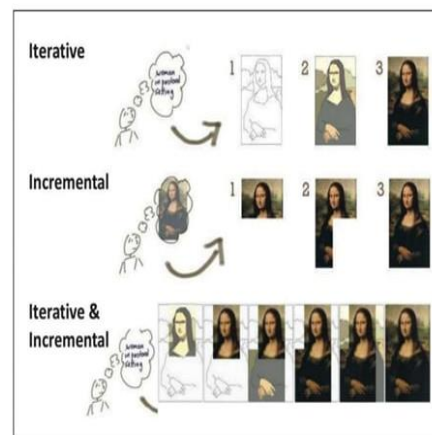 Iterative
woman in pastoral setting
1 2 3
Incremental
1 2 3
Iterative &
Incremental
woman in pastoral setting